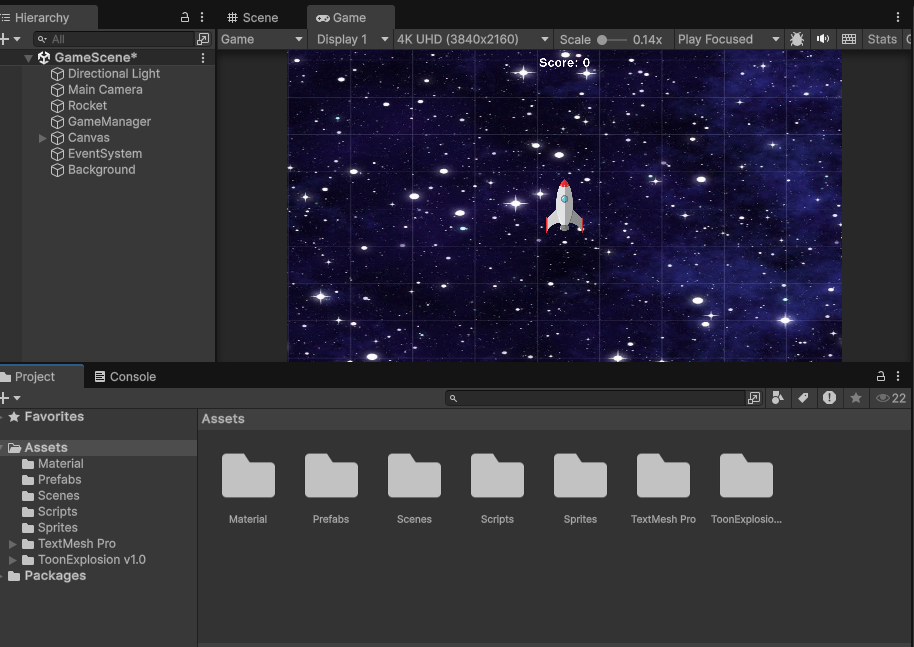 Hierarchy
All
GameScene*
Directional Light
Main Camera
Rocket
GameManager
Canvas
EventSystem
Background
Scene
Game
Game
Display 1
4K UHD (3840x2160)
Scale
0.14x
Play Focused
Stats
Score: 0
Project
Console
22
Favorites
Assets
Material
Prefabs
Scenes
Scripts
Sprites
TextMesh Pro
ToonExplosion v1.0
Packages
Assets
Material
Prefabs
Scenes
Scripts
Sprites
TextMesh Pro
ToonExplosio...